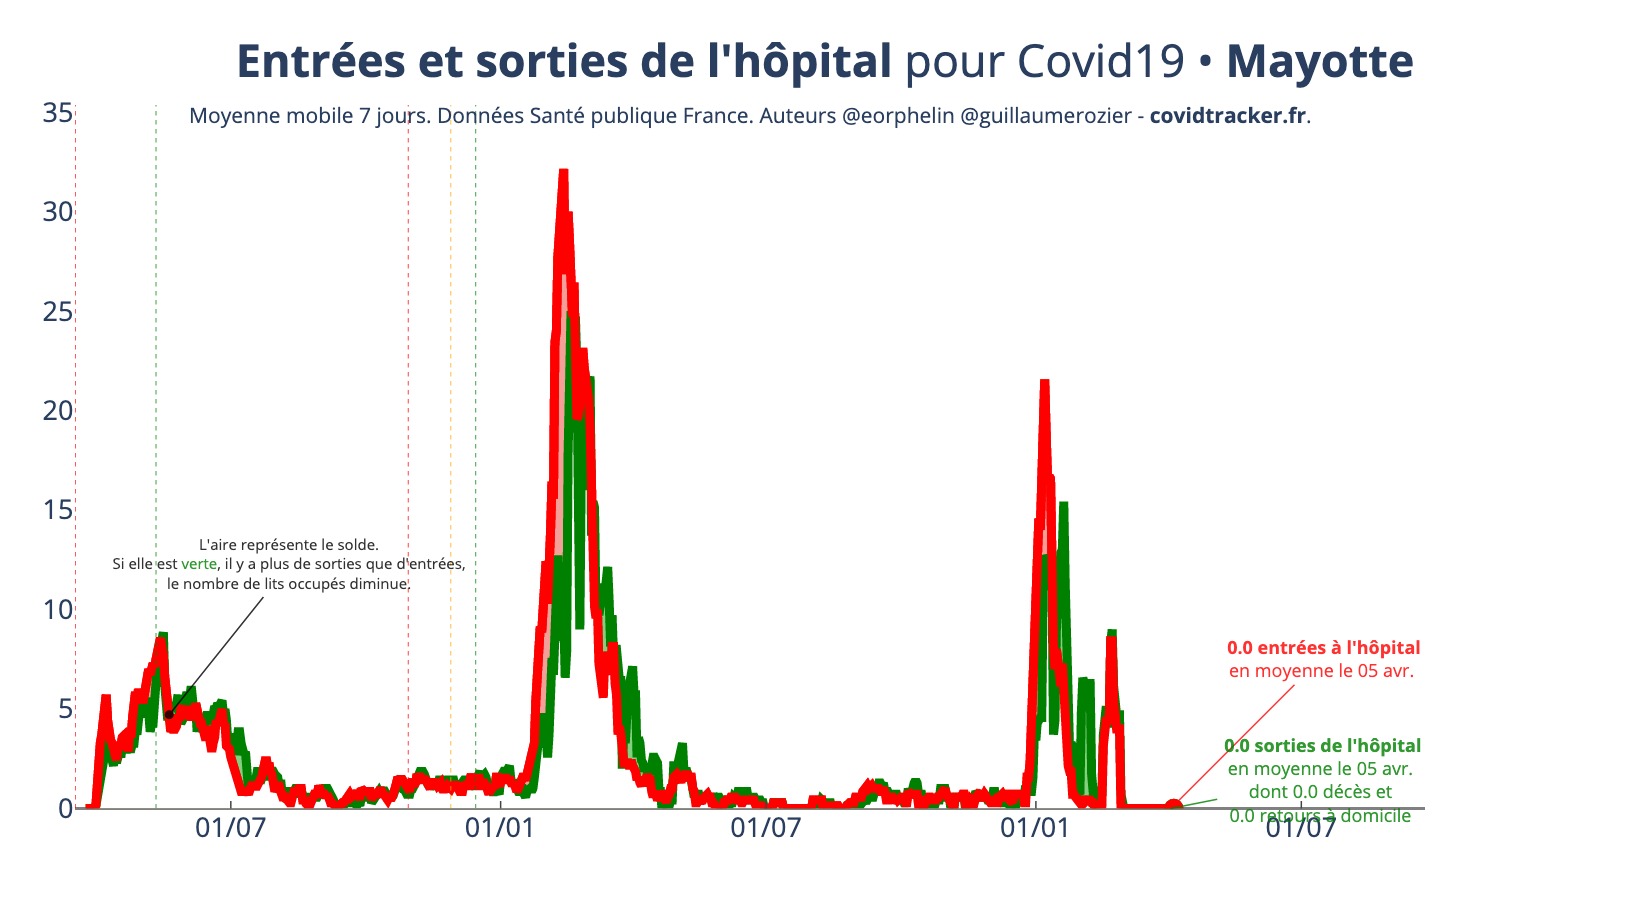 Entrées et sorties de l'hôpital pour Covid19 • Mayotte
Moyenne mobile 7 jours. Données Santé publique France. Auteurs @eorphelin @guillaumerozier - covidtracker.fr.
35
30
25
20
15
10
5
0
L'aire représente le solde.
Si elle est verte, il y a plus de sorties que d'entrées,
le nombre de lits occupés diminue.
0.0 entrées à l'hôpital
en moyenne le 05 avr.
0.0 sorties de l'hôpital
en moyenne le 05 avr.
dont 0.0 décès et
0.0 retours à domicile
01/07
01/01
01/07
01/01
01/07